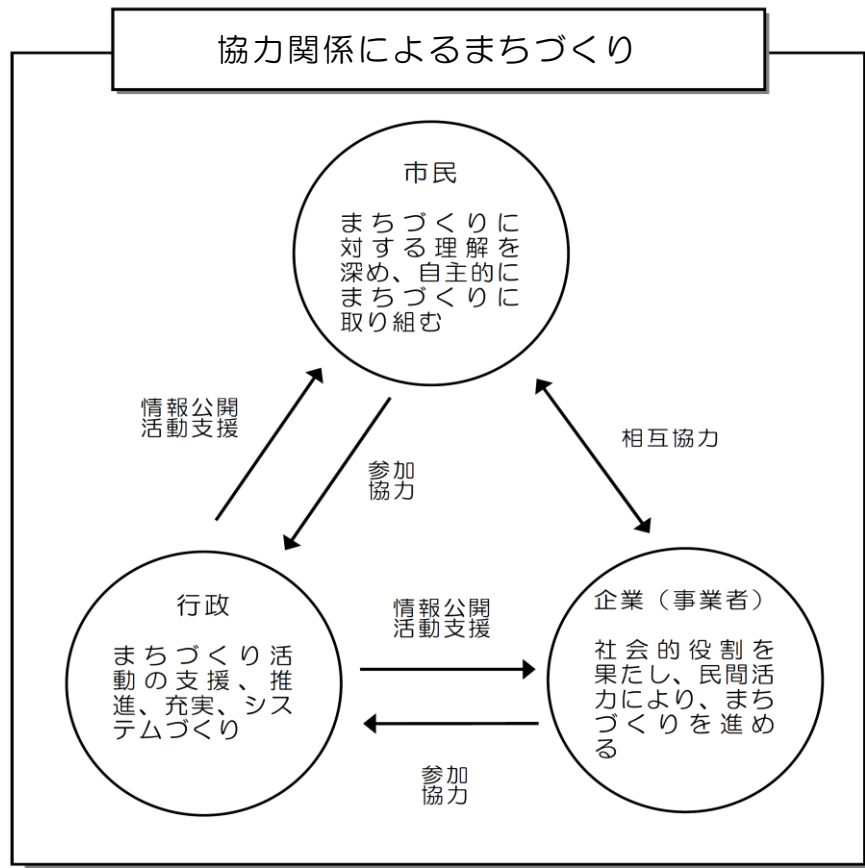 協力関係によるまちづくり
市民
まちづくりに
対する理解を
深め、自主的に
まちづくりに
取り組む
情報公開
活動支援
参加
協力
相互協力
行政
まちづくり活
動の支援、推
進、充実、シス
テムづくり
情報公開
活動支援
参加
協力
企業（事業者）
社会的役割を
果たし、民間活
力により、まち
づくりを進め
る